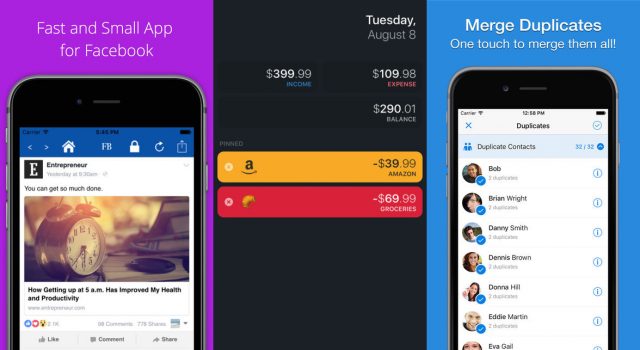 Fast and Small App
for Facebook
Carrier
5:45 PM
FB
Entrepreneur
Yesterday at 9:30am
You can get so much done.
How Getting up at 5 a.m. Has Improved My Health
and Productivity
www.entrepreneur.com
2.1K
98 Comments 778 Shares
Like Comment Share
Tuesday,
August 8
$399.99 $109.98
INCOME EXPENSE
$290.01
BALANCE
PINNED
-$39.99
AMAZON
-$69.99
GROCERIES
Merge Duplicates
One touch to merge them all!
Carrier 12:58 PM
Duplicates
Duplicate Contacts 32 / 32
Bob
2 duplicates
Brian Wright
2 duplicates
Danny Smith
2 duplicates
Dennis Brown
2 duplicates
Donna Hill
2 duplicates
Eddie Martin
2 duplicates
Eva Gall